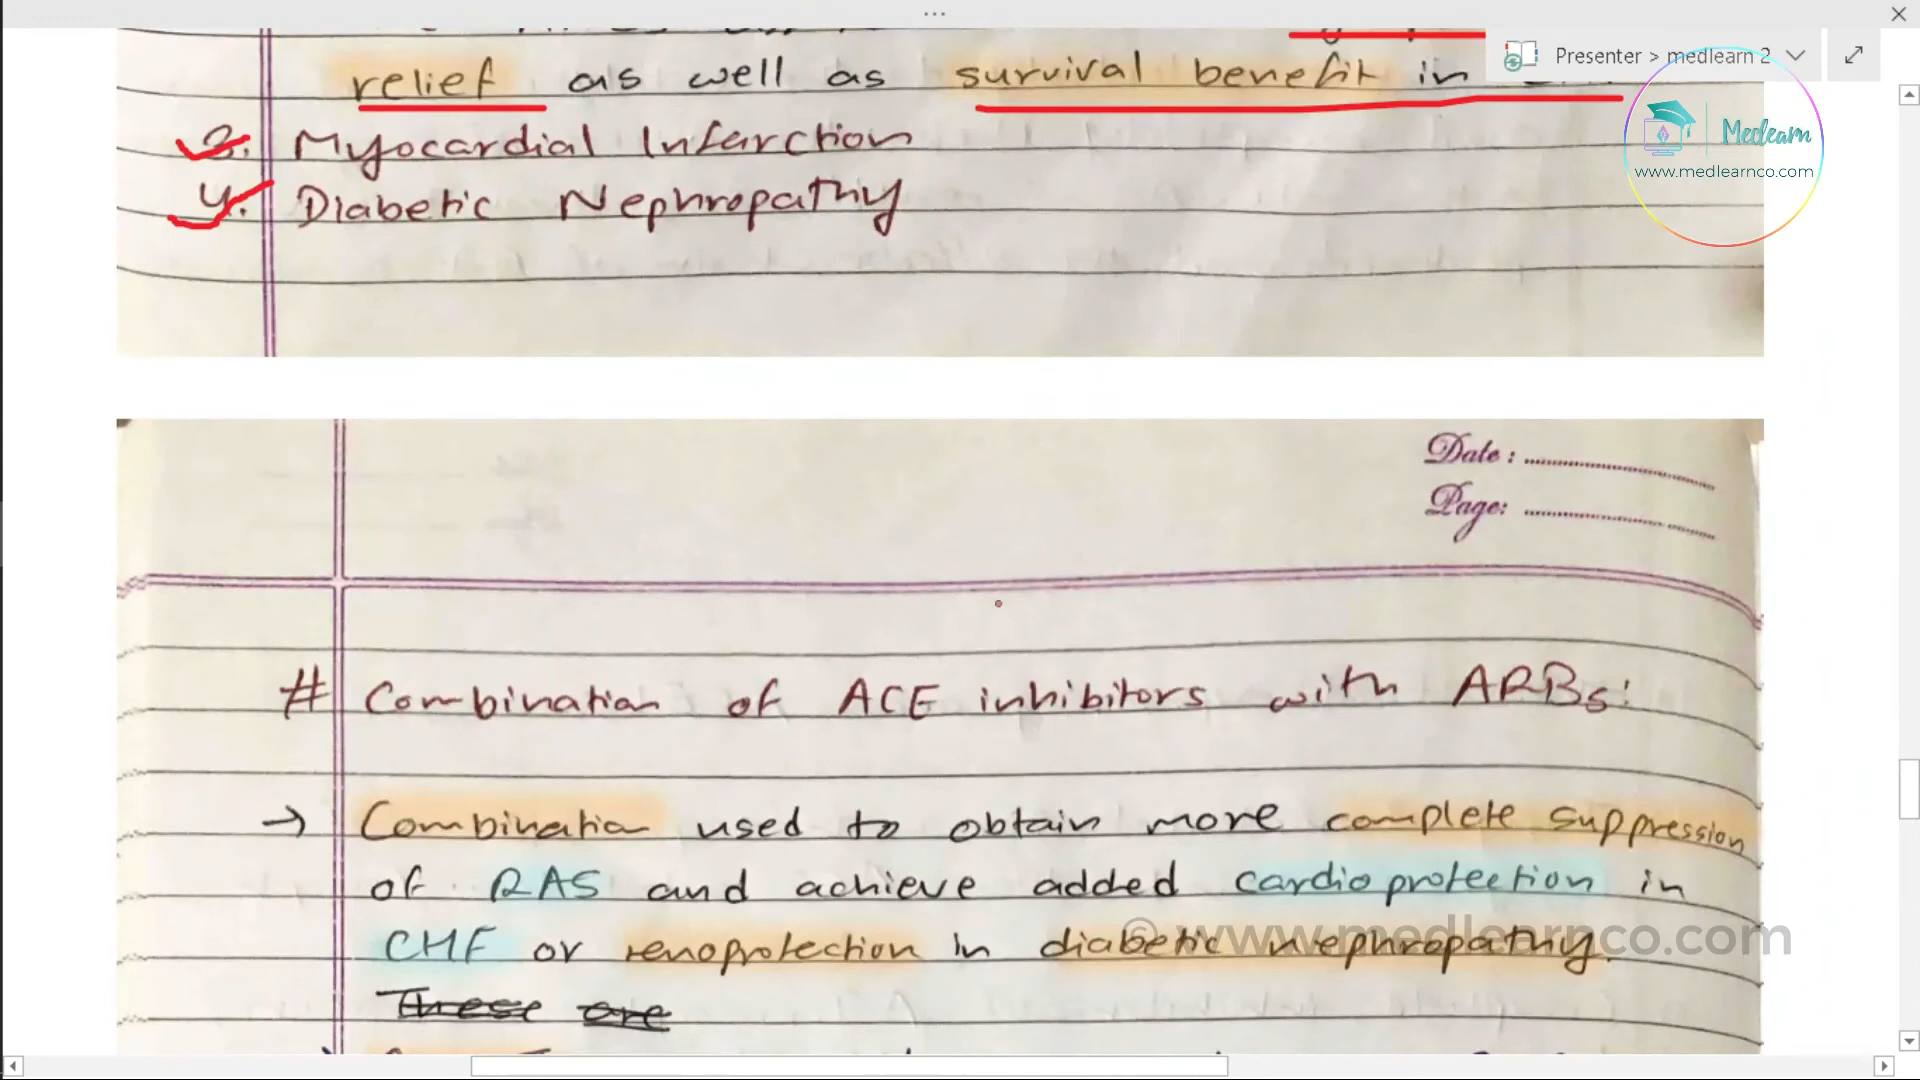 ...
Presenter > medlearn 2
relief as well as survival benefit in
Medlearn
www.medlearnco.com
3. Myocardial Infarction
4. Diabetic Nephropathy
Date :
Page:
# Combination of ACE inhibitors with ARBs:
→ Combination used to obtain more complete suppression
of RAS and achieve added cardioprotection in
CHF or renoprotection in diabetic nephropathy.
© www.medlearnco.com
These are